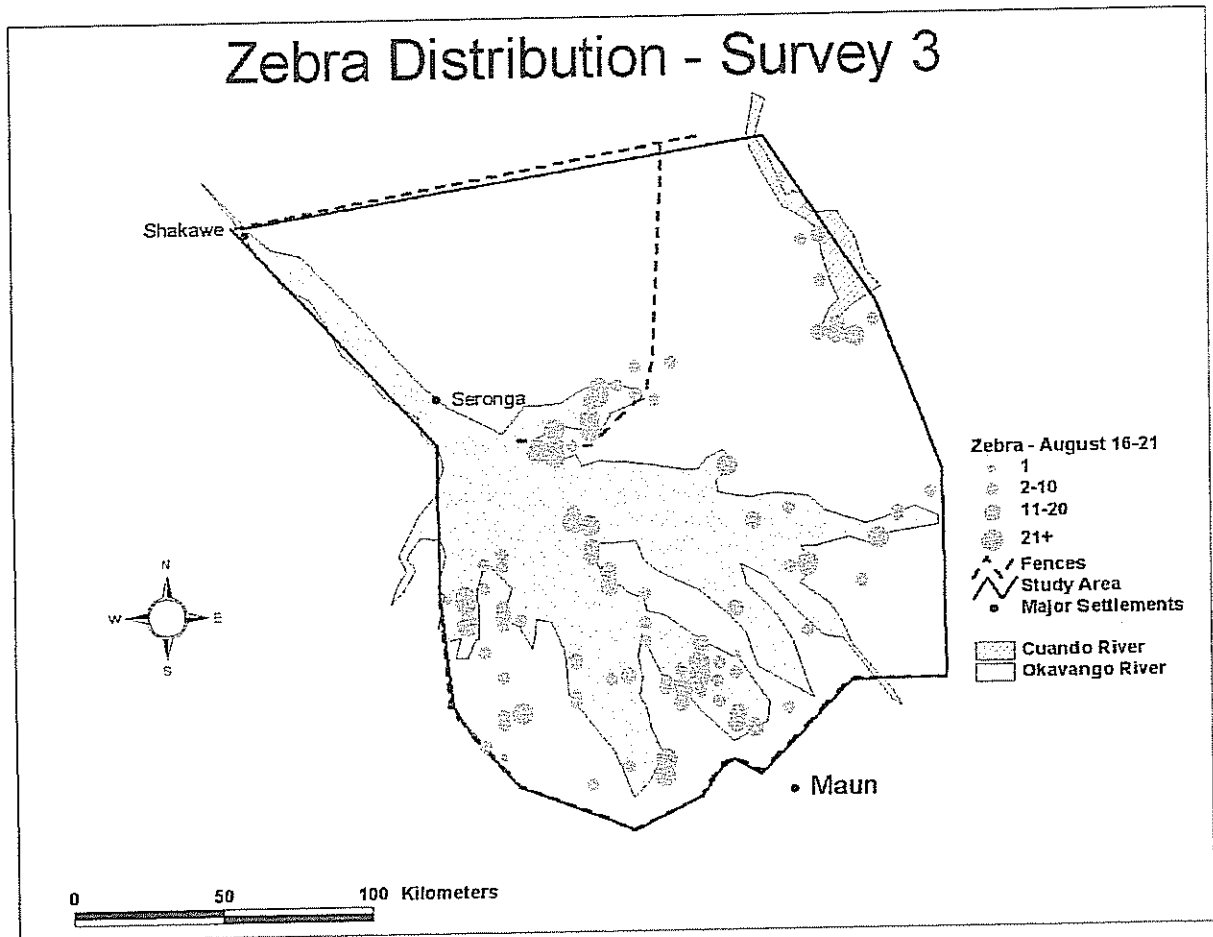 Zebra Distribution - Survey 3
Shakawe
Seronga
Zebra - August 16-21
1
2-10
11-20
21+
Fences
Study Area
Major Settlements
Cuando River
Okavango River
N
W E
S
Maun
0 50 100 Kilometers